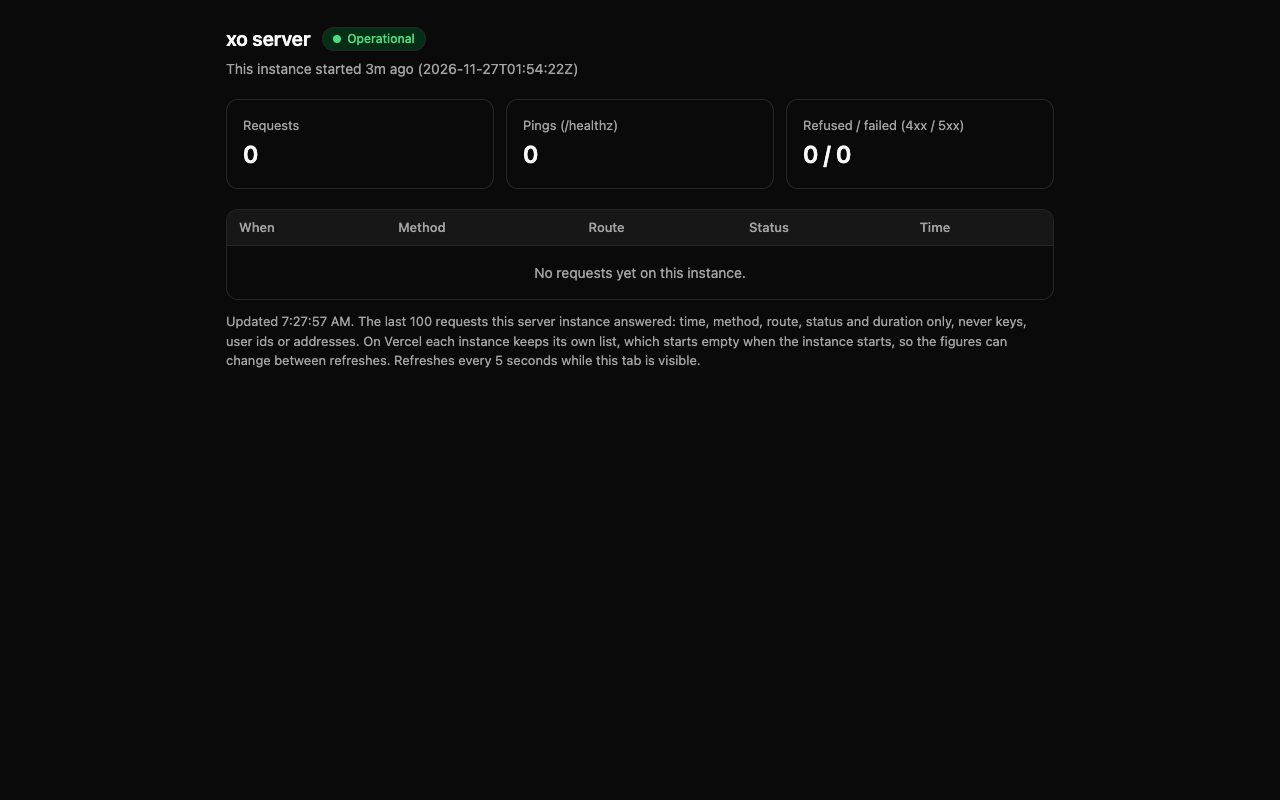 xo server
Operational
This instance started 3m ago (2026-11-27T01:54:22Z)
Requests
0
Pings (/healthz)
0
Refused / failed (4xx / 5xx)
0 / 0
When Method Route Status Time
No requests yet on this instance.
Updated 7:27:57 AM. The last 100 requests this server instance answered: time, method, route, status and duration only, never keys,
user ids or addresses. On Vercel each instance keeps its own list, which starts empty when the instance starts, so the figures can
change between refreshes. Refreshes every 5 seconds while this tab is visible.